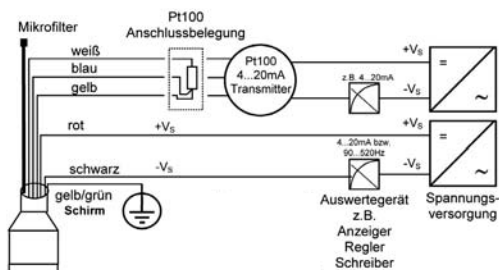 Mikrofilter
Pt100
Anschlussbelegung
weiß
blau
gelb
Pt100
4...20mA
Transmitter
+Vs
z.B. 4...20mA
-Vs
=
~
rot
+Vs
+Vs
schwarz
-Vs
4...20mA bzw.
90...520Hz
-Vs
=
~
gelb/grün
Schirm
Auswertegerät
z.B.
Anzeiger
Regler
Schreiber
Spannungs-
versorgung